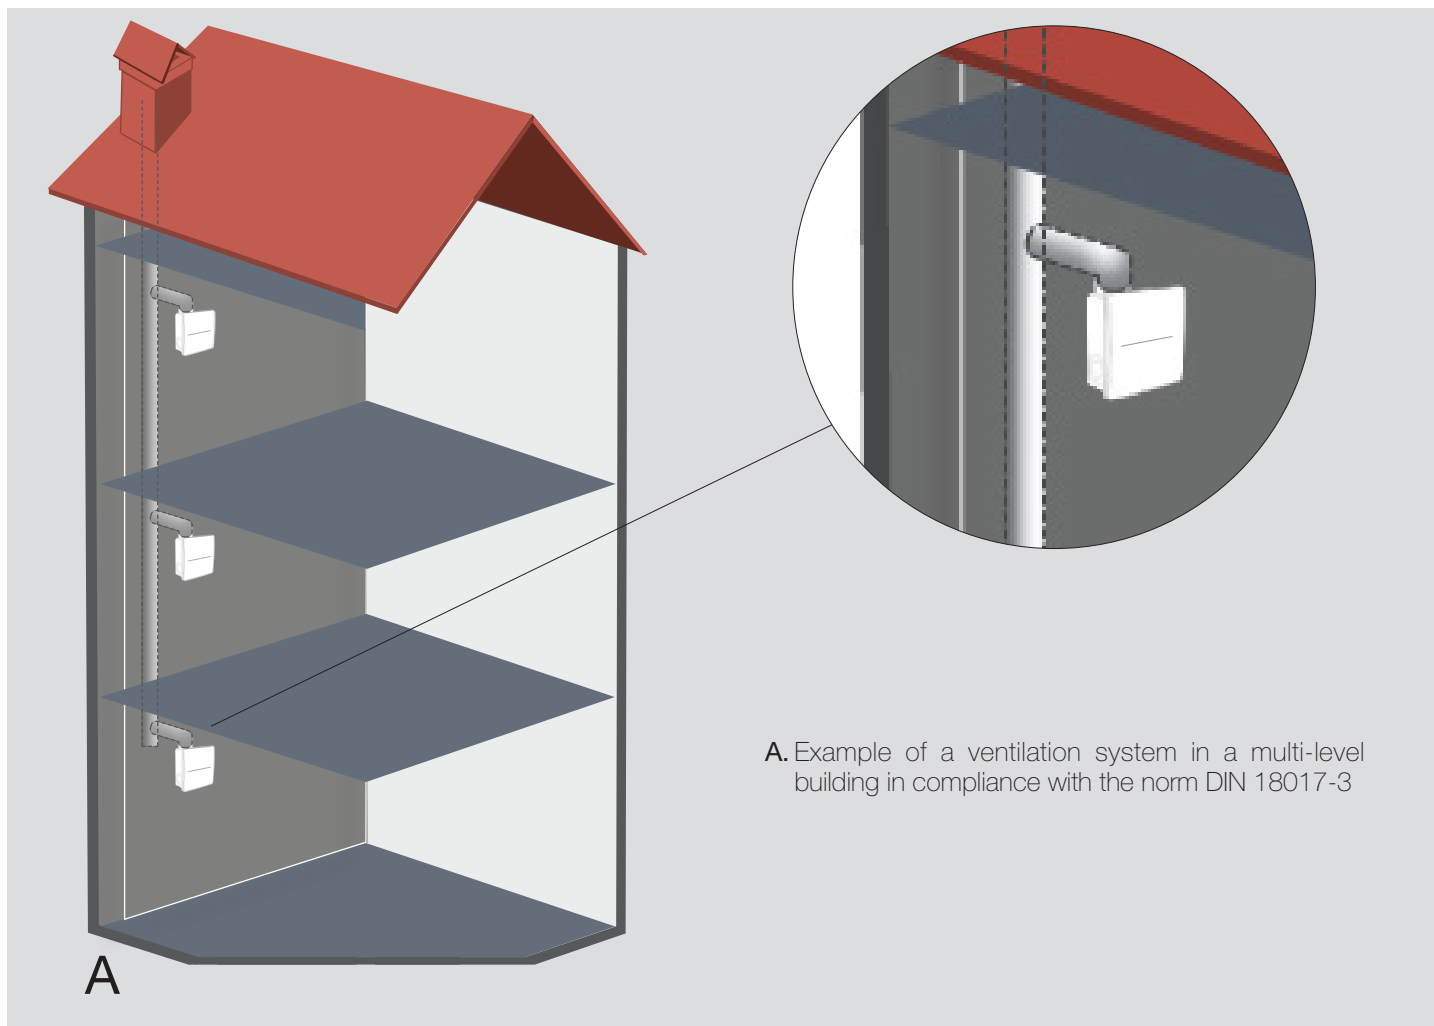 A. Example of a ventilation system in a multi-level
building in compliance with the norm DIN 18017-3
A